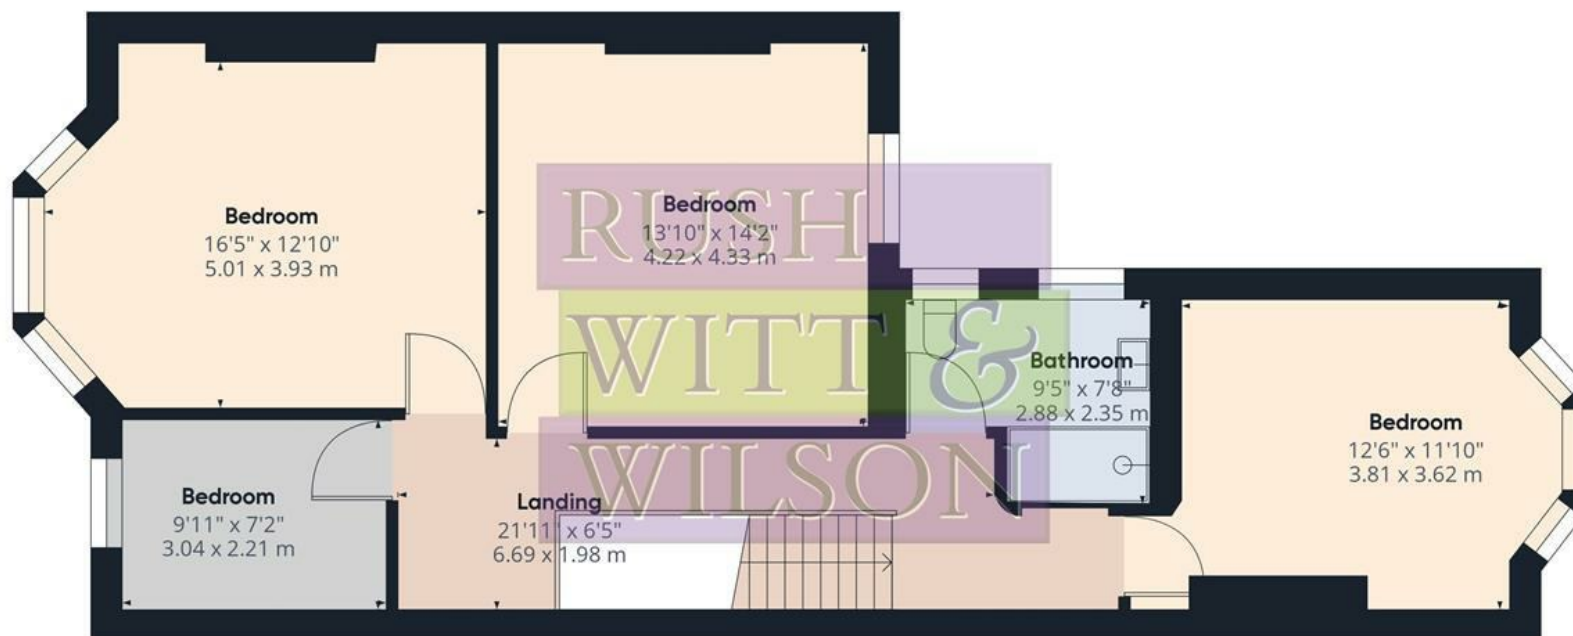 Bedroom
16'5" x 12'10"
5.01 x 3.93 m
Bedroom
13'10" x 14'2"
4.22 x 4.33 m
RUSH
WITT &
WILSON
Bathroom
9'5" x 7'8"
2.88 x 2.35 m
Bedroom
12'6" x 11'10"
3.81 x 3.62 m
Bedroom
9'11" x 7'2"
3.04 x 2.21 m
Landing
21'11" x 6'5"
6.69 x 1.98 m